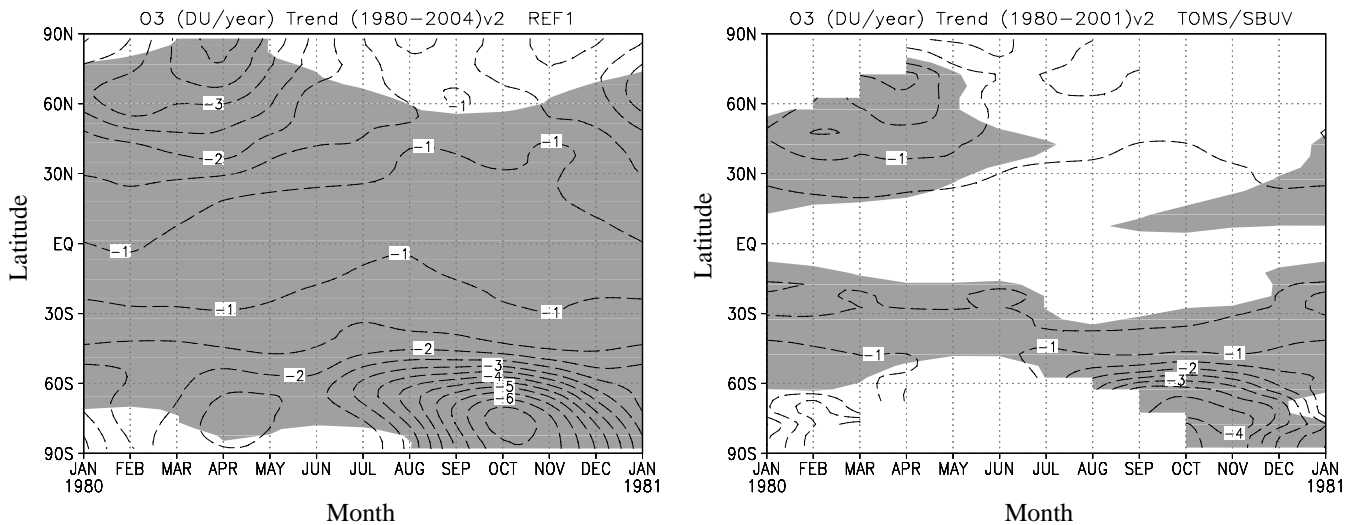 O3 (DU/year) Trend (1980−2004)v2 REF1
90N
60N
30N
EQ
30S
60S
90S
Latitude
−3
−2
−1
−1
−1
−1
−1
−1
−1
−1
−2
−2
−3
−4
−5
−6
JAN FEB MAR APR MAY JUN JUL AUG SEP OCT NOV DEC JAN
1980 1981
Month
O3 (DU/year) Trend (1980−2001)v2 TOMS/SBUV
90N
60N
30N
EQ
30S
60S
90S
Latitude
−1
−1
−1
−1
−2
−3
−4
JAN FEB MAR APR MAY JUN JUL AUG SEP OCT NOV DEC JAN
1980 1981
Month